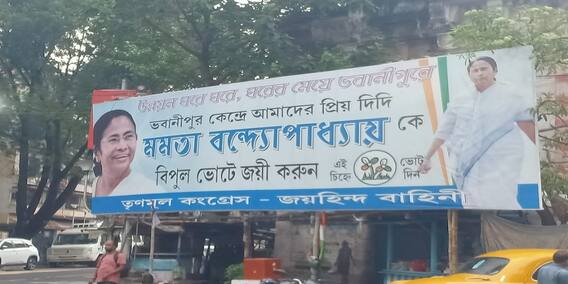 উন্নয়ন ঘরে ঘরে, ঘরের মেয়ে ভবানীপুরে
ভবানীপুর কেন্দ্রে আমাদের প্রিয় দিদি
মমতা বন্দ্যোপাধ্যায় কে
বিপুল ভোটে জয়ী করুন
এই চিহ্নে
ভোট দিন
তৃণমূল কংগ্রেস - জয়হিন্দ বাহিনী